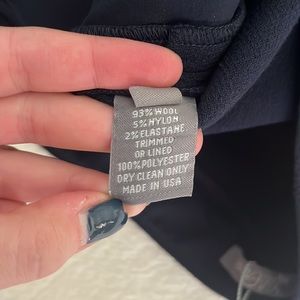 93% WOOL
5% NYLON
2% ELASTANE
TRIMMED
OR LINED
100% POLYESTER
DRY CLEAN ONLY
MADE IN USA